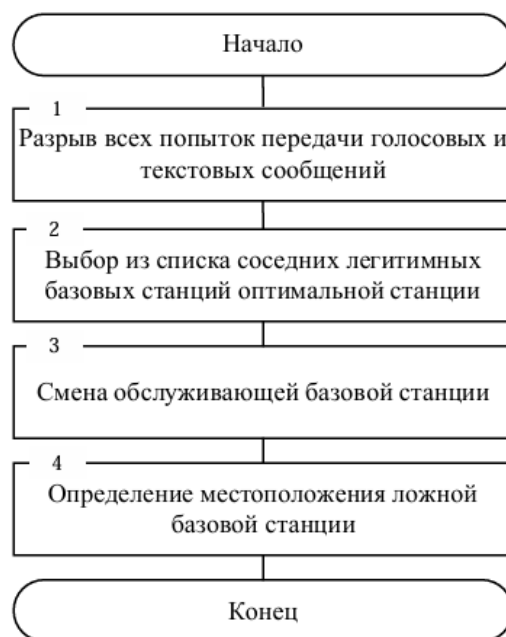 Начало
1
Разрыв всех попыток передачи голосовых и
текстовых сообщений
2
Выбор из списка соседних легитимных
базовых станций оптимальной станции
3
Смена обслуживающей базовой станции
4
Определение местоположения ложной
базовой станции
Конец